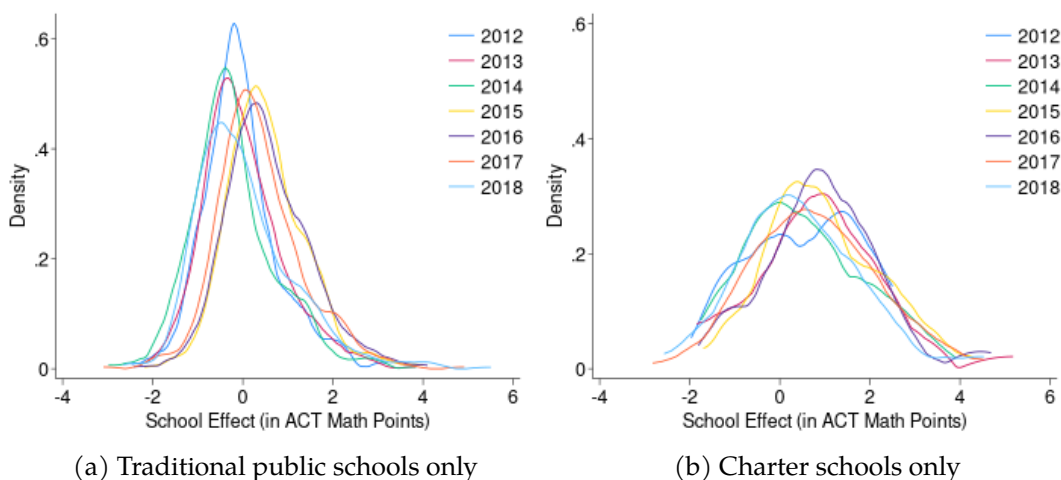 .6
.4
.2
0
Density
-4 -2 0 2 4 6
School Effect (in ACT Math Points)
2012
2013
2014
2015
2016
2017
2018
(a) Traditional public schools only
.6
.4
.2
0
Density
-4 -2 0 2 4 6
School Effect (in ACT Math Points)
2012
2013
2014
2015
2016
2017
2018
(b) Charter schools only